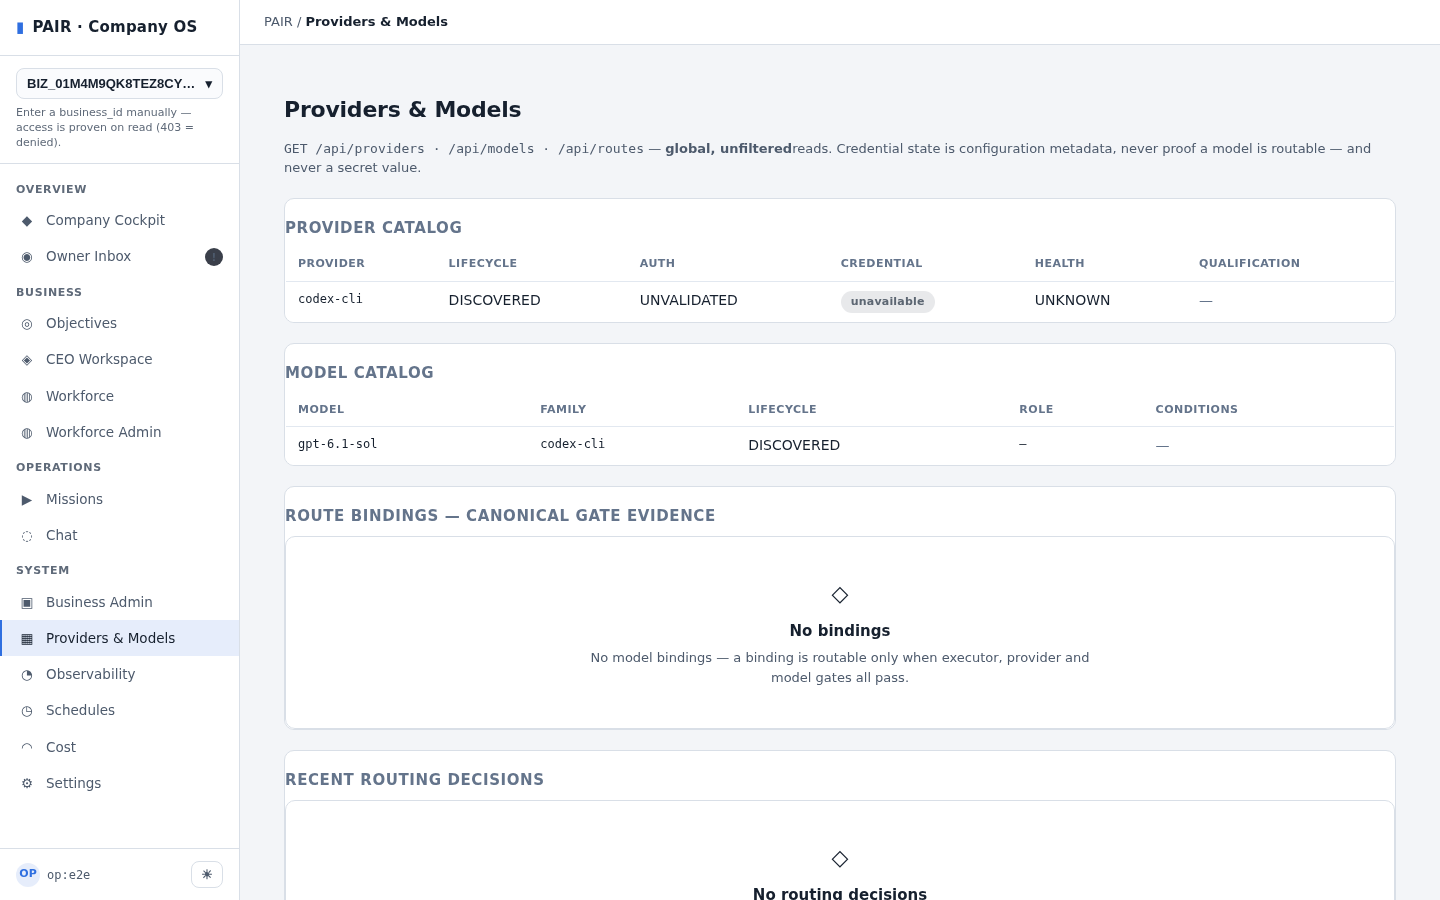 PAIR · Company OS
BIZ_01M4M9QK8TEZ8CY… ▾
Enter a business_id manually —
access is proven on read (403 =
denied).
OVERVIEW
Company Cockpit
Owner Inbox
BUSINESS
Objectives
CEO Workspace
Workforce
Workforce Admin
OPERATIONS
Missions
Chat
SYSTEM
Business Admin
Providers & Models
Observability
Schedules
Cost
Settings
OP op:e2e
PAIR / Providers & Models
Providers & Models
GET /api/providers · /api/models · /api/routes — global, unfilteredreads. Credential state is configuration metadata, never proof a model is routable — and
never a secret value.
PROVIDER CATALOG
PROVIDER LIFECYCLE AUTH CREDENTIAL HEALTH QUALIFICATION
codex-cli DISCOVERED UNVALIDATED unavailable UNKNOWN —
MODEL CATALOG
MODEL FAMILY LIFECYCLE ROLE CONDITIONS
gpt-6.1-sol codex-cli DISCOVERED — —
ROUTE BINDINGS — CANONICAL GATE EVIDENCE
No bindings
No model bindings — a binding is routable only when executor, provider and
model gates all pass.
RECENT ROUTING DECISIONS
No routing decisions